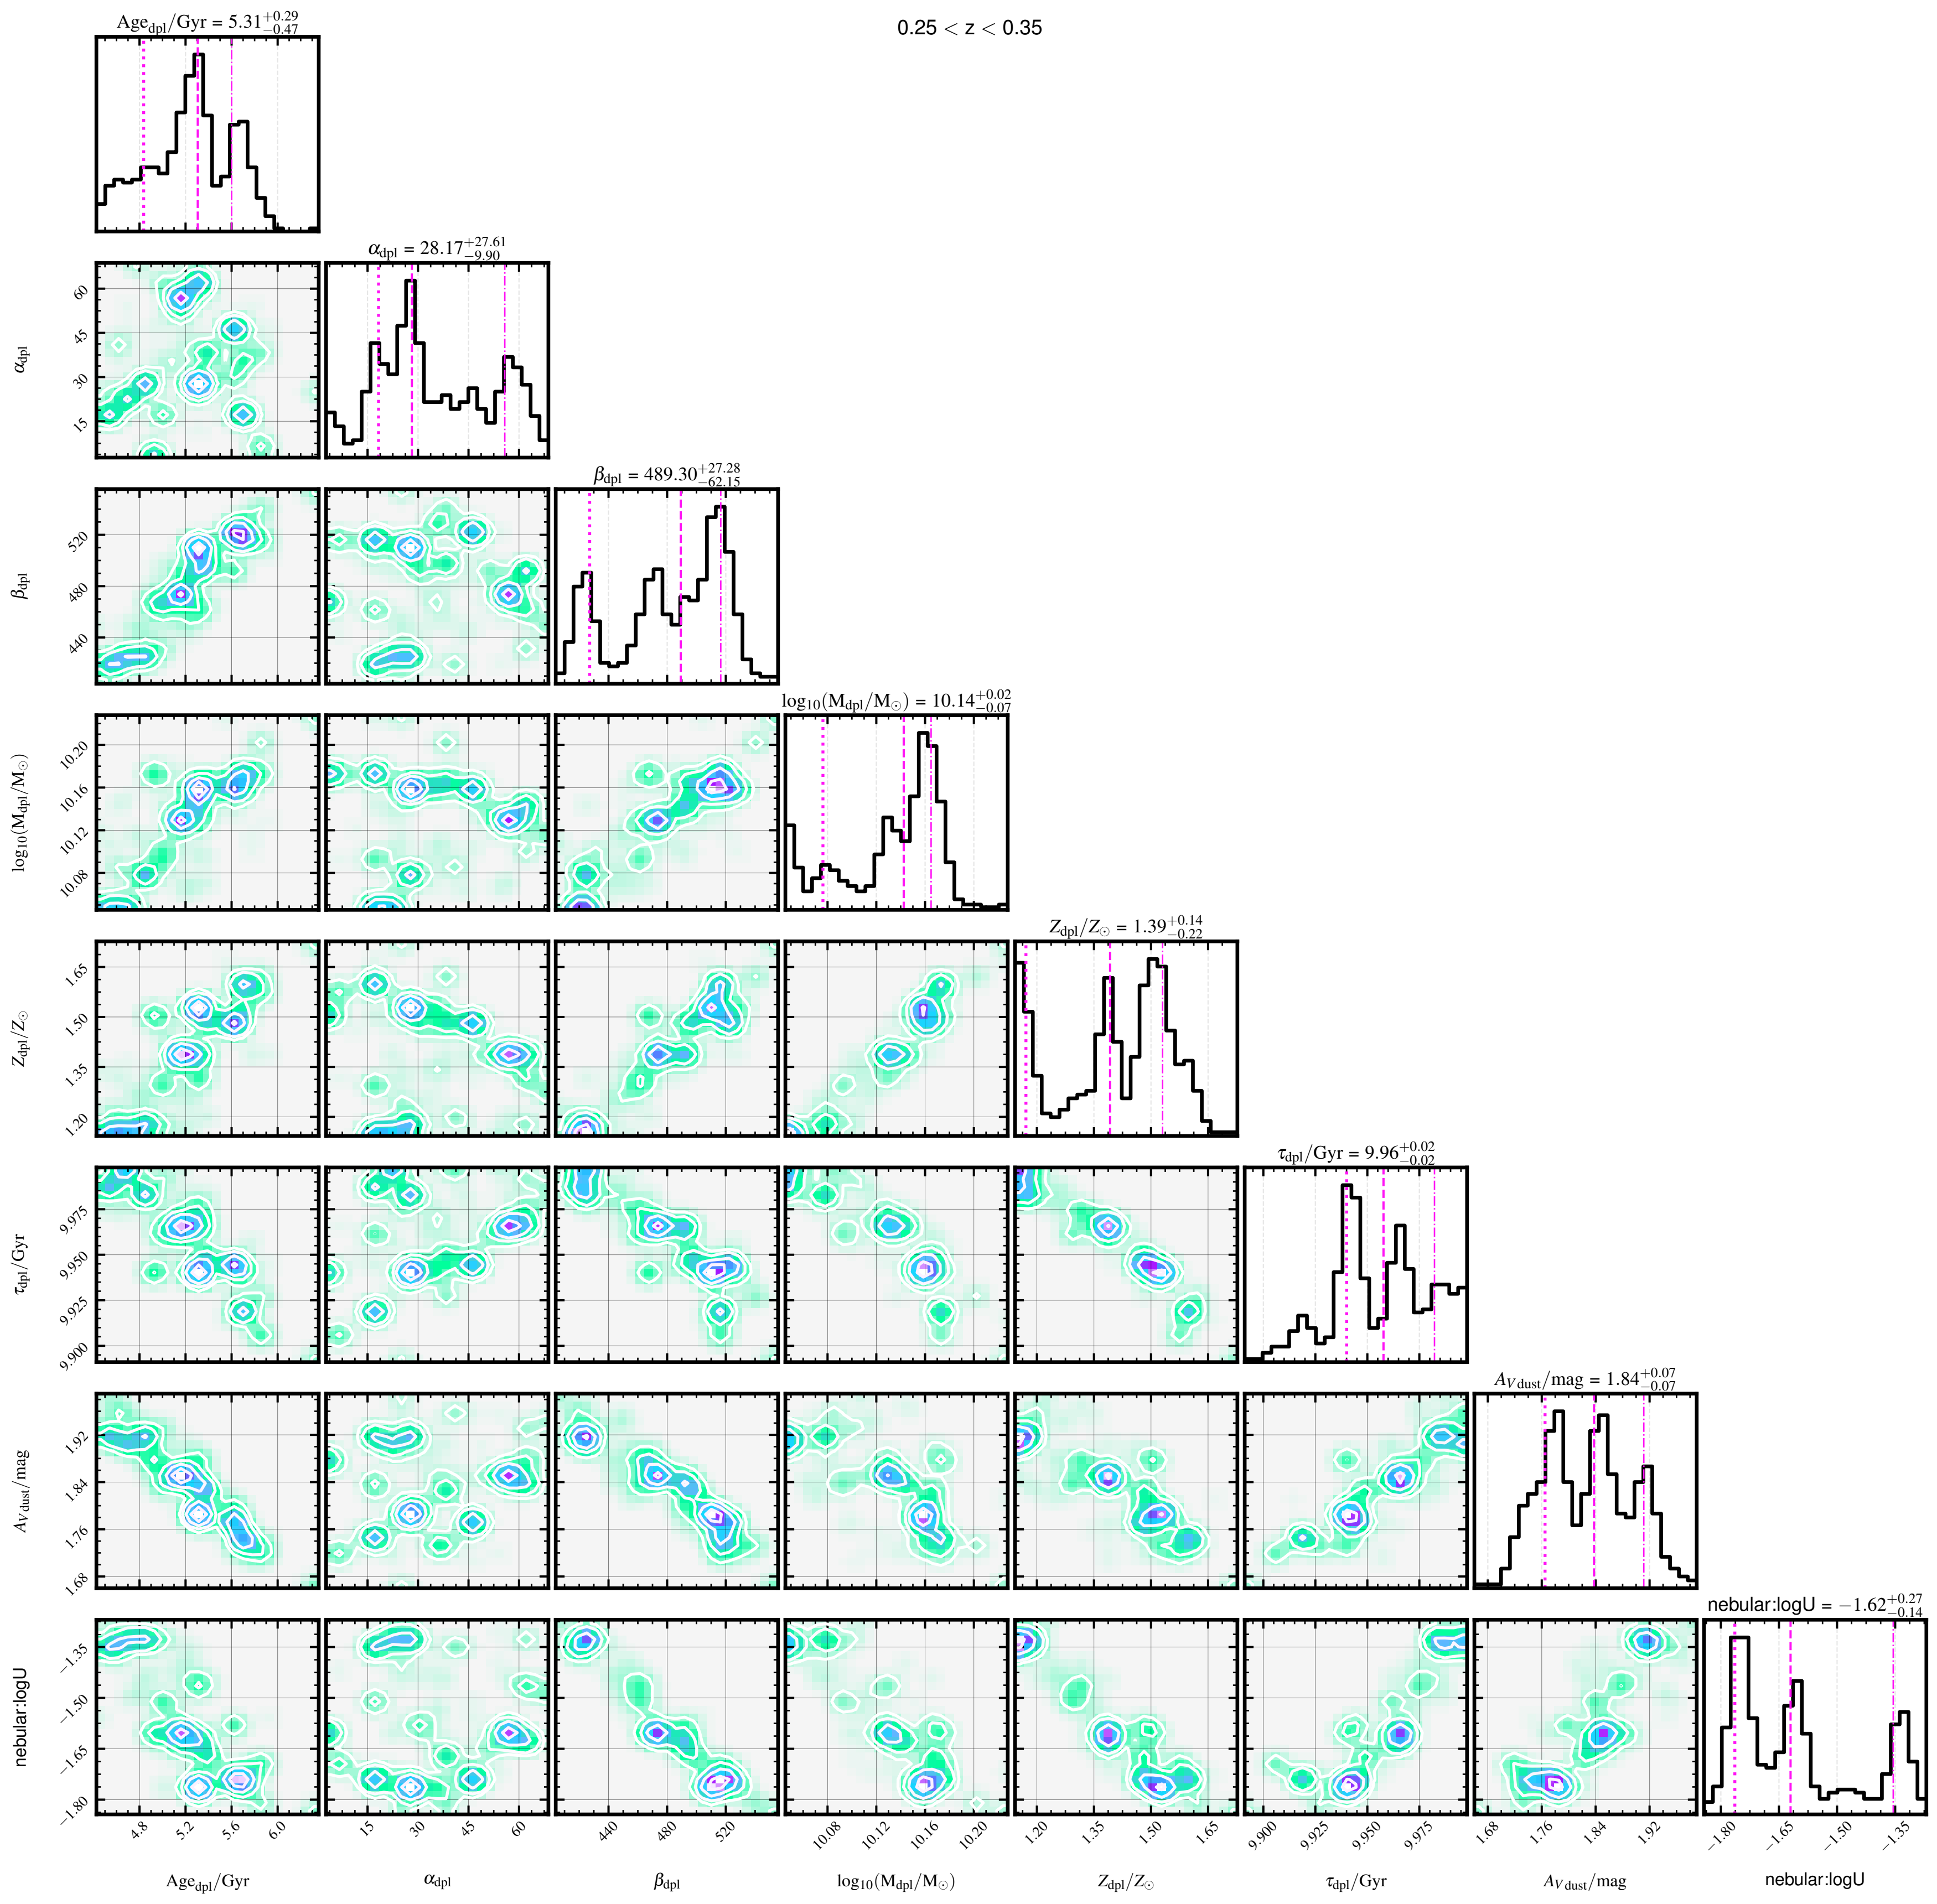 0.25 < z < 0.35
Age_dpl/Gyr = 5.31^{+0.29}_{−0.47}
α_dpl = 28.17^{+27.61}_{−9.90}
60
45
30
15
α_dpl
β_dpl = 489.30^{+27.28}_{−62.15}
520
480
440
β_dpl
log₁₀(M_dpl/M_⊙) = 10.14^{+0.02}_{−0.07}
10.20
10.16
10.12
10.08
log₁₀(M_dpl/M_⊙)
Z_dpl/Z_⊙ = 1.39^{+0.14}_{−0.22}
1.65
1.50
1.35
1.20
Z_dpl/Z_⊙
τ_dpl/Gyr = 9.96^{+0.02}_{−0.02}
9.975
9.950
9.925
9.900
τ_dpl/Gyr
A_{V dust}/mag = 1.84^{+0.07}_{−0.07}
1.92
1.84
1.76
1.68
A_{V dust}/mag
nebular:logU = −1.62^{+0.27}_{−0.14}
−1.35
−1.50
−1.65
−1.80
nebular:logU
4.8 5.2 5.6 6.0
15 30 45 60
440 480 520
10.08 10.12 10.16 10.20
1.20 1.35 1.50 1.65
9.900 9.925 9.950 9.975
1.68 1.76 1.84 1.92
−1.80 −1.65 −1.50 −1.35
Age_dpl/Gyr
α_dpl
β_dpl
log₁₀(M_dpl/M_⊙)
Z_dpl/Z_⊙
τ_dpl/Gyr
A_{V dust}/mag
nebular:logU